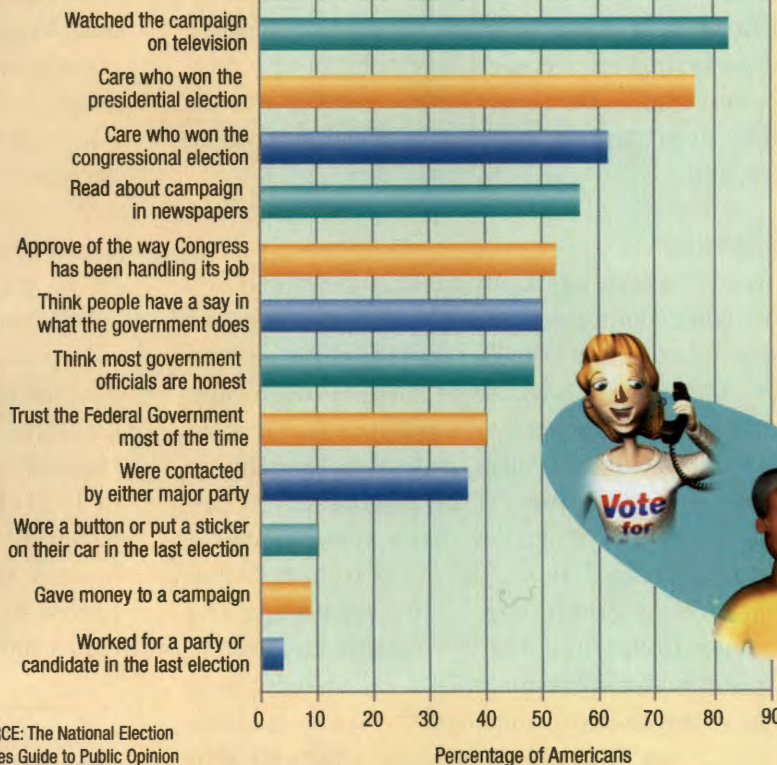 Watched the campaign
on television
Care who won the
presidential election
Care who won the
congressional election
Read about campaign
in newspapers
Approve of the way Congress
has been handling its job
Think people have a say in
what the government does
Think most government
officials are honest
Trust the Federal Government
most of the time
Were contacted
by either major party
Wore a button or put a sticker
on their car in the last election
Gave money to a campaign
Worked for a party or
candidate in the last election
Vote
for
0 10 20 30 40 50 60 70 80 90
Percentage of Americans
RCE: The National Election
es Guide to Public Opinion